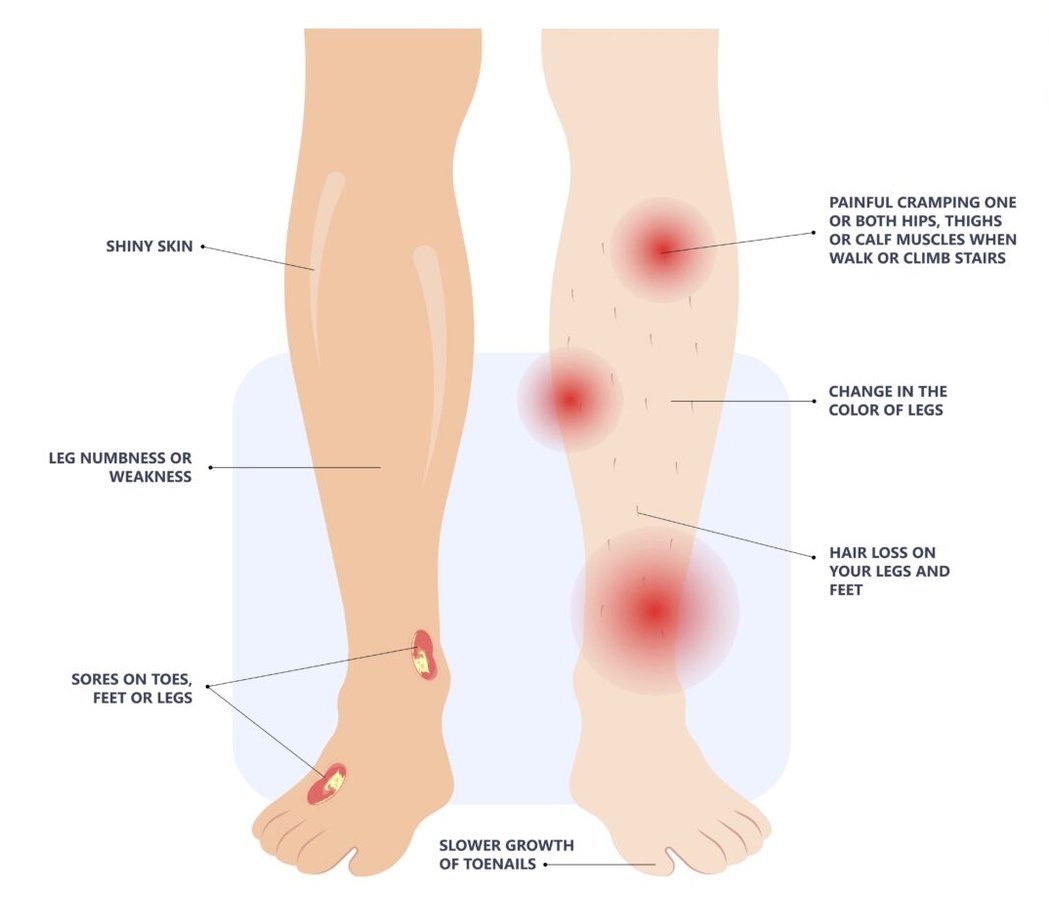 SHINY SKIN
LEG NUMBNESS OR
WEAKNESS
SORES ON TOES,
FEET OR LEGS
PAINFUL CRAMPING ONE
OR BOTH HIPS, THIGHS
OR CALF MUSCLES WHEN
WALK OR CLIMB STAIRS
CHANGE IN THE
COLOR OF LEGS
HAIR LOSS ON
YOUR LEGS AND
FEET
SLOWER GROWTH
OF TOENAILS